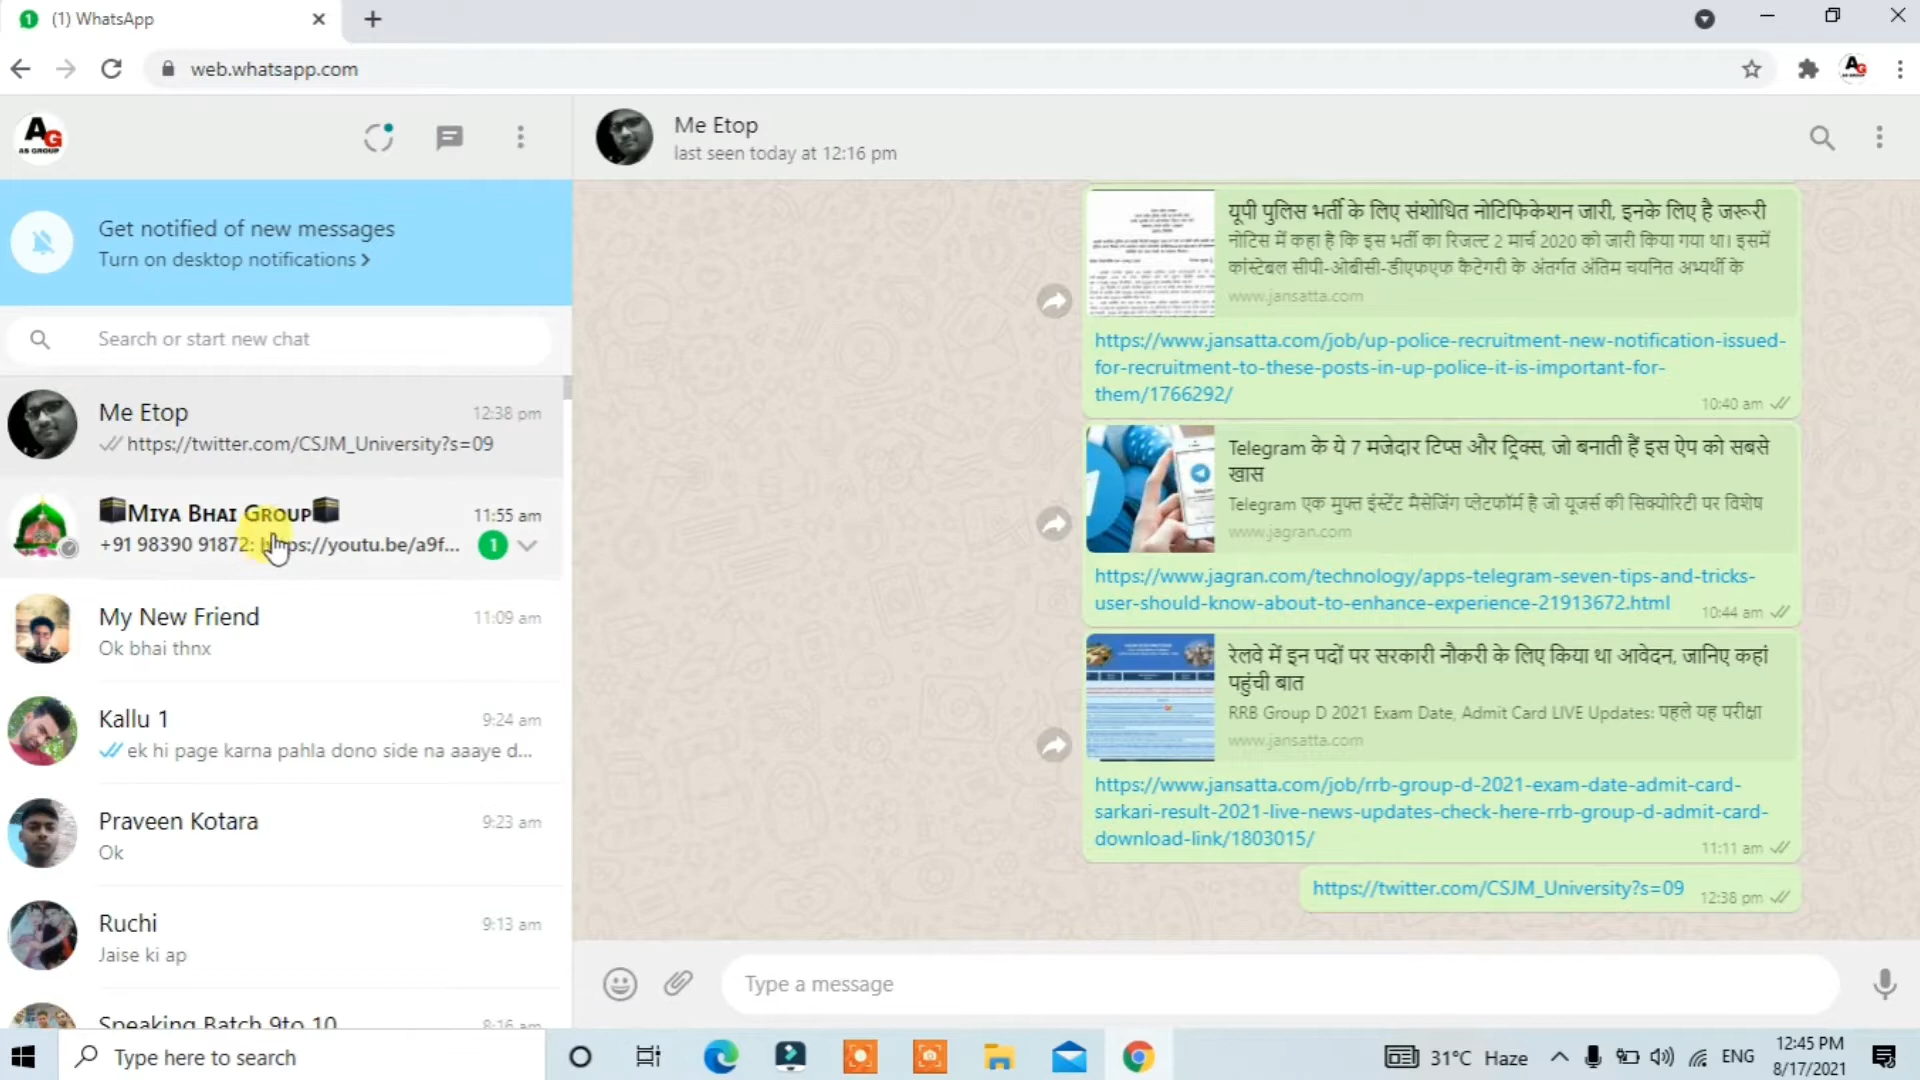 (1) WhatsApp
web.whatsapp.com
AG
AS GROUP
Get notified of new messages
Turn on desktop notifications >
Search or start new chat
Me Etop
12:38 pm
https://twitter.com/CSJM_University?s=09
MIYA BHAI GROUP
11:55 am
+91 98390 91872: https://youtu.be/a9f...
1
My New Friend
11:09 am
Ok bhai thnx
Kallu 1
9:24 am
ek hi page karna pahla dono side na aaaye d...
Praveen Kotara
9:23 am
Ok
Ruchi
9:13 am
Jaise ki ap
Speaking Batch 9to 10
8:16 am
Me Etop
last seen today at 12:16 pm
यूपी पुलिस भर्ती के लिए संशोधित नोटिफिकेशन जारी, इनके लिए है जरूरी
नोटिस में कहा है कि इस भर्ती का रिजल्ट 2 मार्च 2020 को जारी किया गया था। इसमें
कांस्टेबल सीपी-ओबीसी-डीएफएफ कैटेगरी के अंतर्गत अंतिम चयनित अभ्यर्थी के
www.jansatta.com
https://www.jansatta.com/job/up-police-recruitment-new-notification-issued-
for-recruitment-to-these-posts-in-up-police-it-is-important-for-
them/1766292/
10:40 am
Telegram के ये 7 मजेदार टिप्स और ट्रिक्स, जो बनाती हैं इस ऐप को सबसे
खास
Telegram एक मुफ्त इंस्टेंट मैसेजिंग प्लेटफॉर्म है जो यूजर्स की सिक्योरिटी पर विशेष
www.jagran.com
https://www.jagran.com/technology/apps-telegram-seven-tips-and-tricks-
user-should-know-about-to-enhance-experience-21913672.html
10:44 am
रेलवे में इन पदों पर सरकारी नौकरी के लिए किया था आवेदन, जानिए कहां
पहुंची बात
RRB Group D 2021 Exam Date, Admit Card LIVE Updates: पहले यह परीक्षा
www.jansatta.com
https://www.jansatta.com/job/rrb-group-d-2021-exam-date-admit-card-
sarkari-result-2021-live-news-updates-check-here-rrb-group-d-admit-card-
download-link/1803015/
11:11 am
https://twitter.com/CSJM_University?s=09
12:38 pm
Type a message
Type here to search
31°C Haze
ENG
12:45 PM
8/17/2021